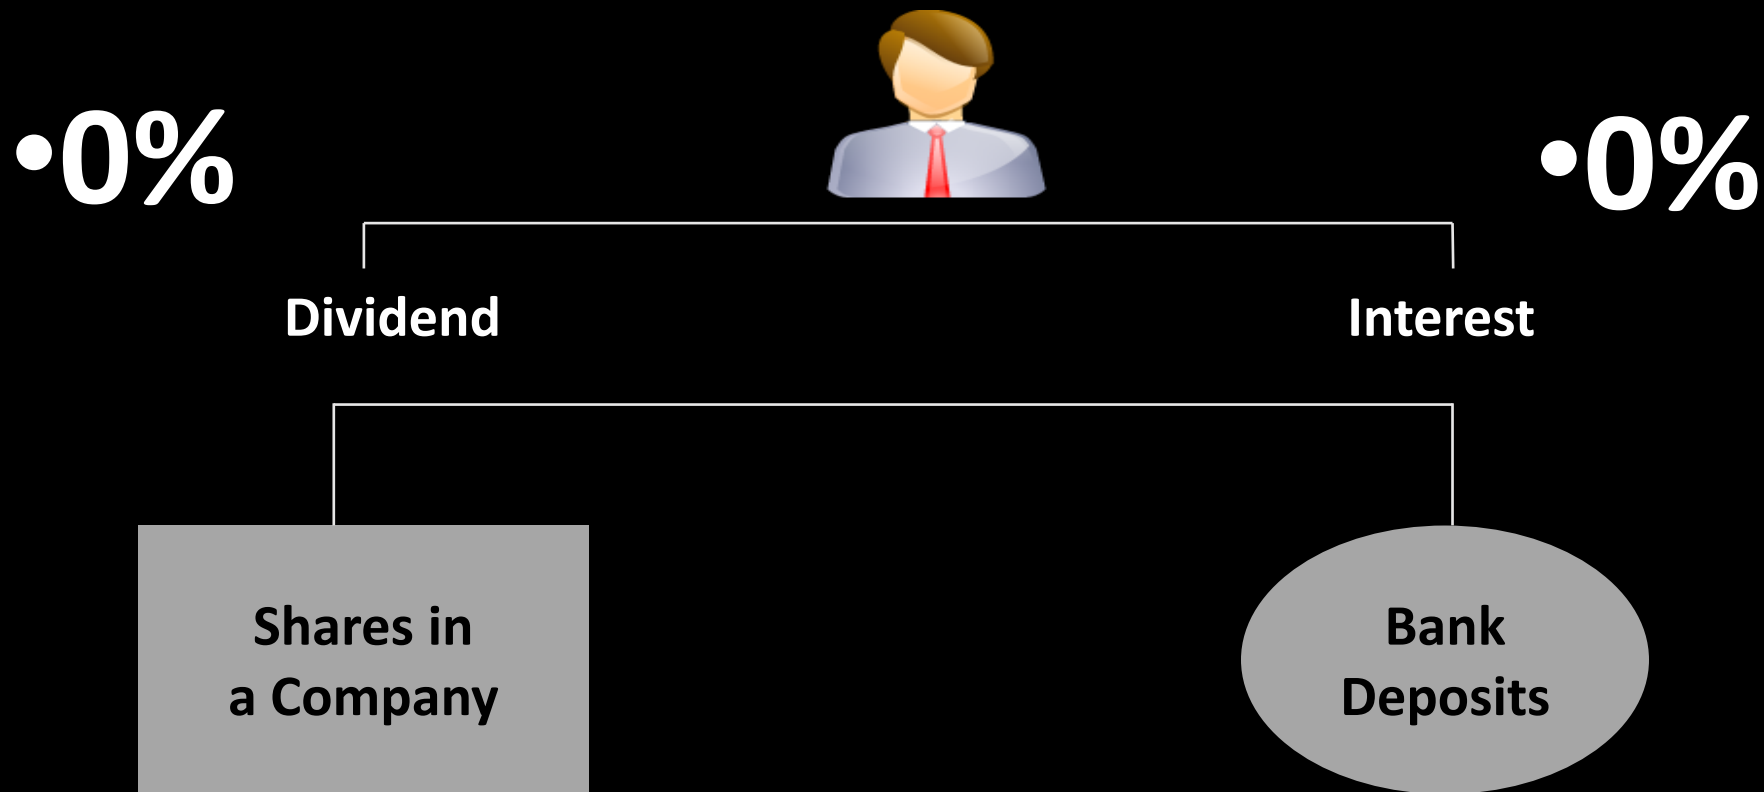 •0%
•0%
Dividend
Interest
Shares in
a Company
Bank
Deposits